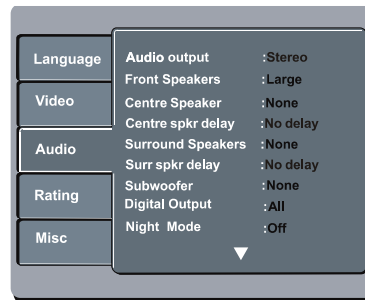 Language
Video
Audio
Rating
Misc
Audio output :Stereo
Front Speakers :Large
Centre Speaker :None
Centre spkr delay :No delay
Surround Speakers :None
Surr spkr delay :No delay
Subwoofer :None
Digital Output :All
Night Mode :Off